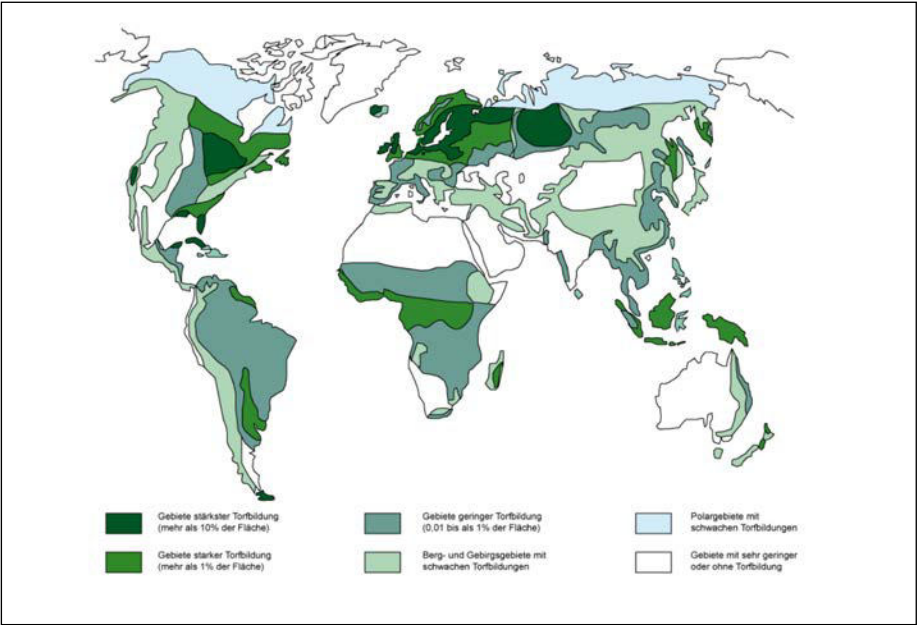 Gebiete stärkster Torfbildung
(mehr als 10% der Fläche)
Gebiete starker Torfbildung
(mehr als 1% der Fläche)
Gebiete geringer Torfbildung
(0,01 bis als 1% der Fläche)
Berg- und Gebirgsgebiete mit
schwachen Torfbildungen
Polargebiete mit
schwachen Torfbildungen
Gebiete mit sehr geringer
oder ohne Torfbildung